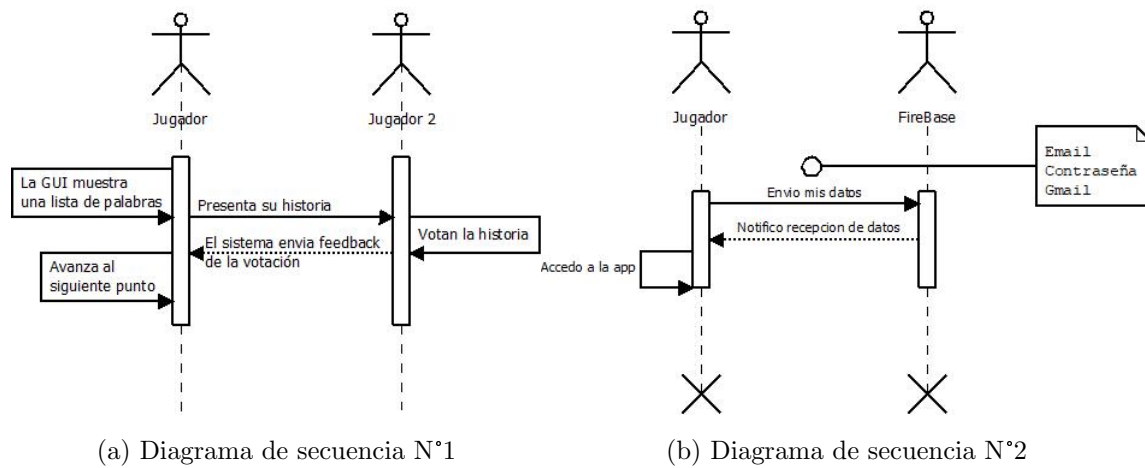 Jugador
Jugador 2
La GUI muestra
una lista de palabras
Presenta su historia
Votan la historia
El sistema envia feedback
de la votación
Avanza al
siguiente punto
(a) Diagrama de secuencia N°1
Jugador
FireBase
Email
Contraseña
Gmail
Envio mis datos
Notifico recepcion de datos
Accedo a la app
(b) Diagrama de secuencia N°2